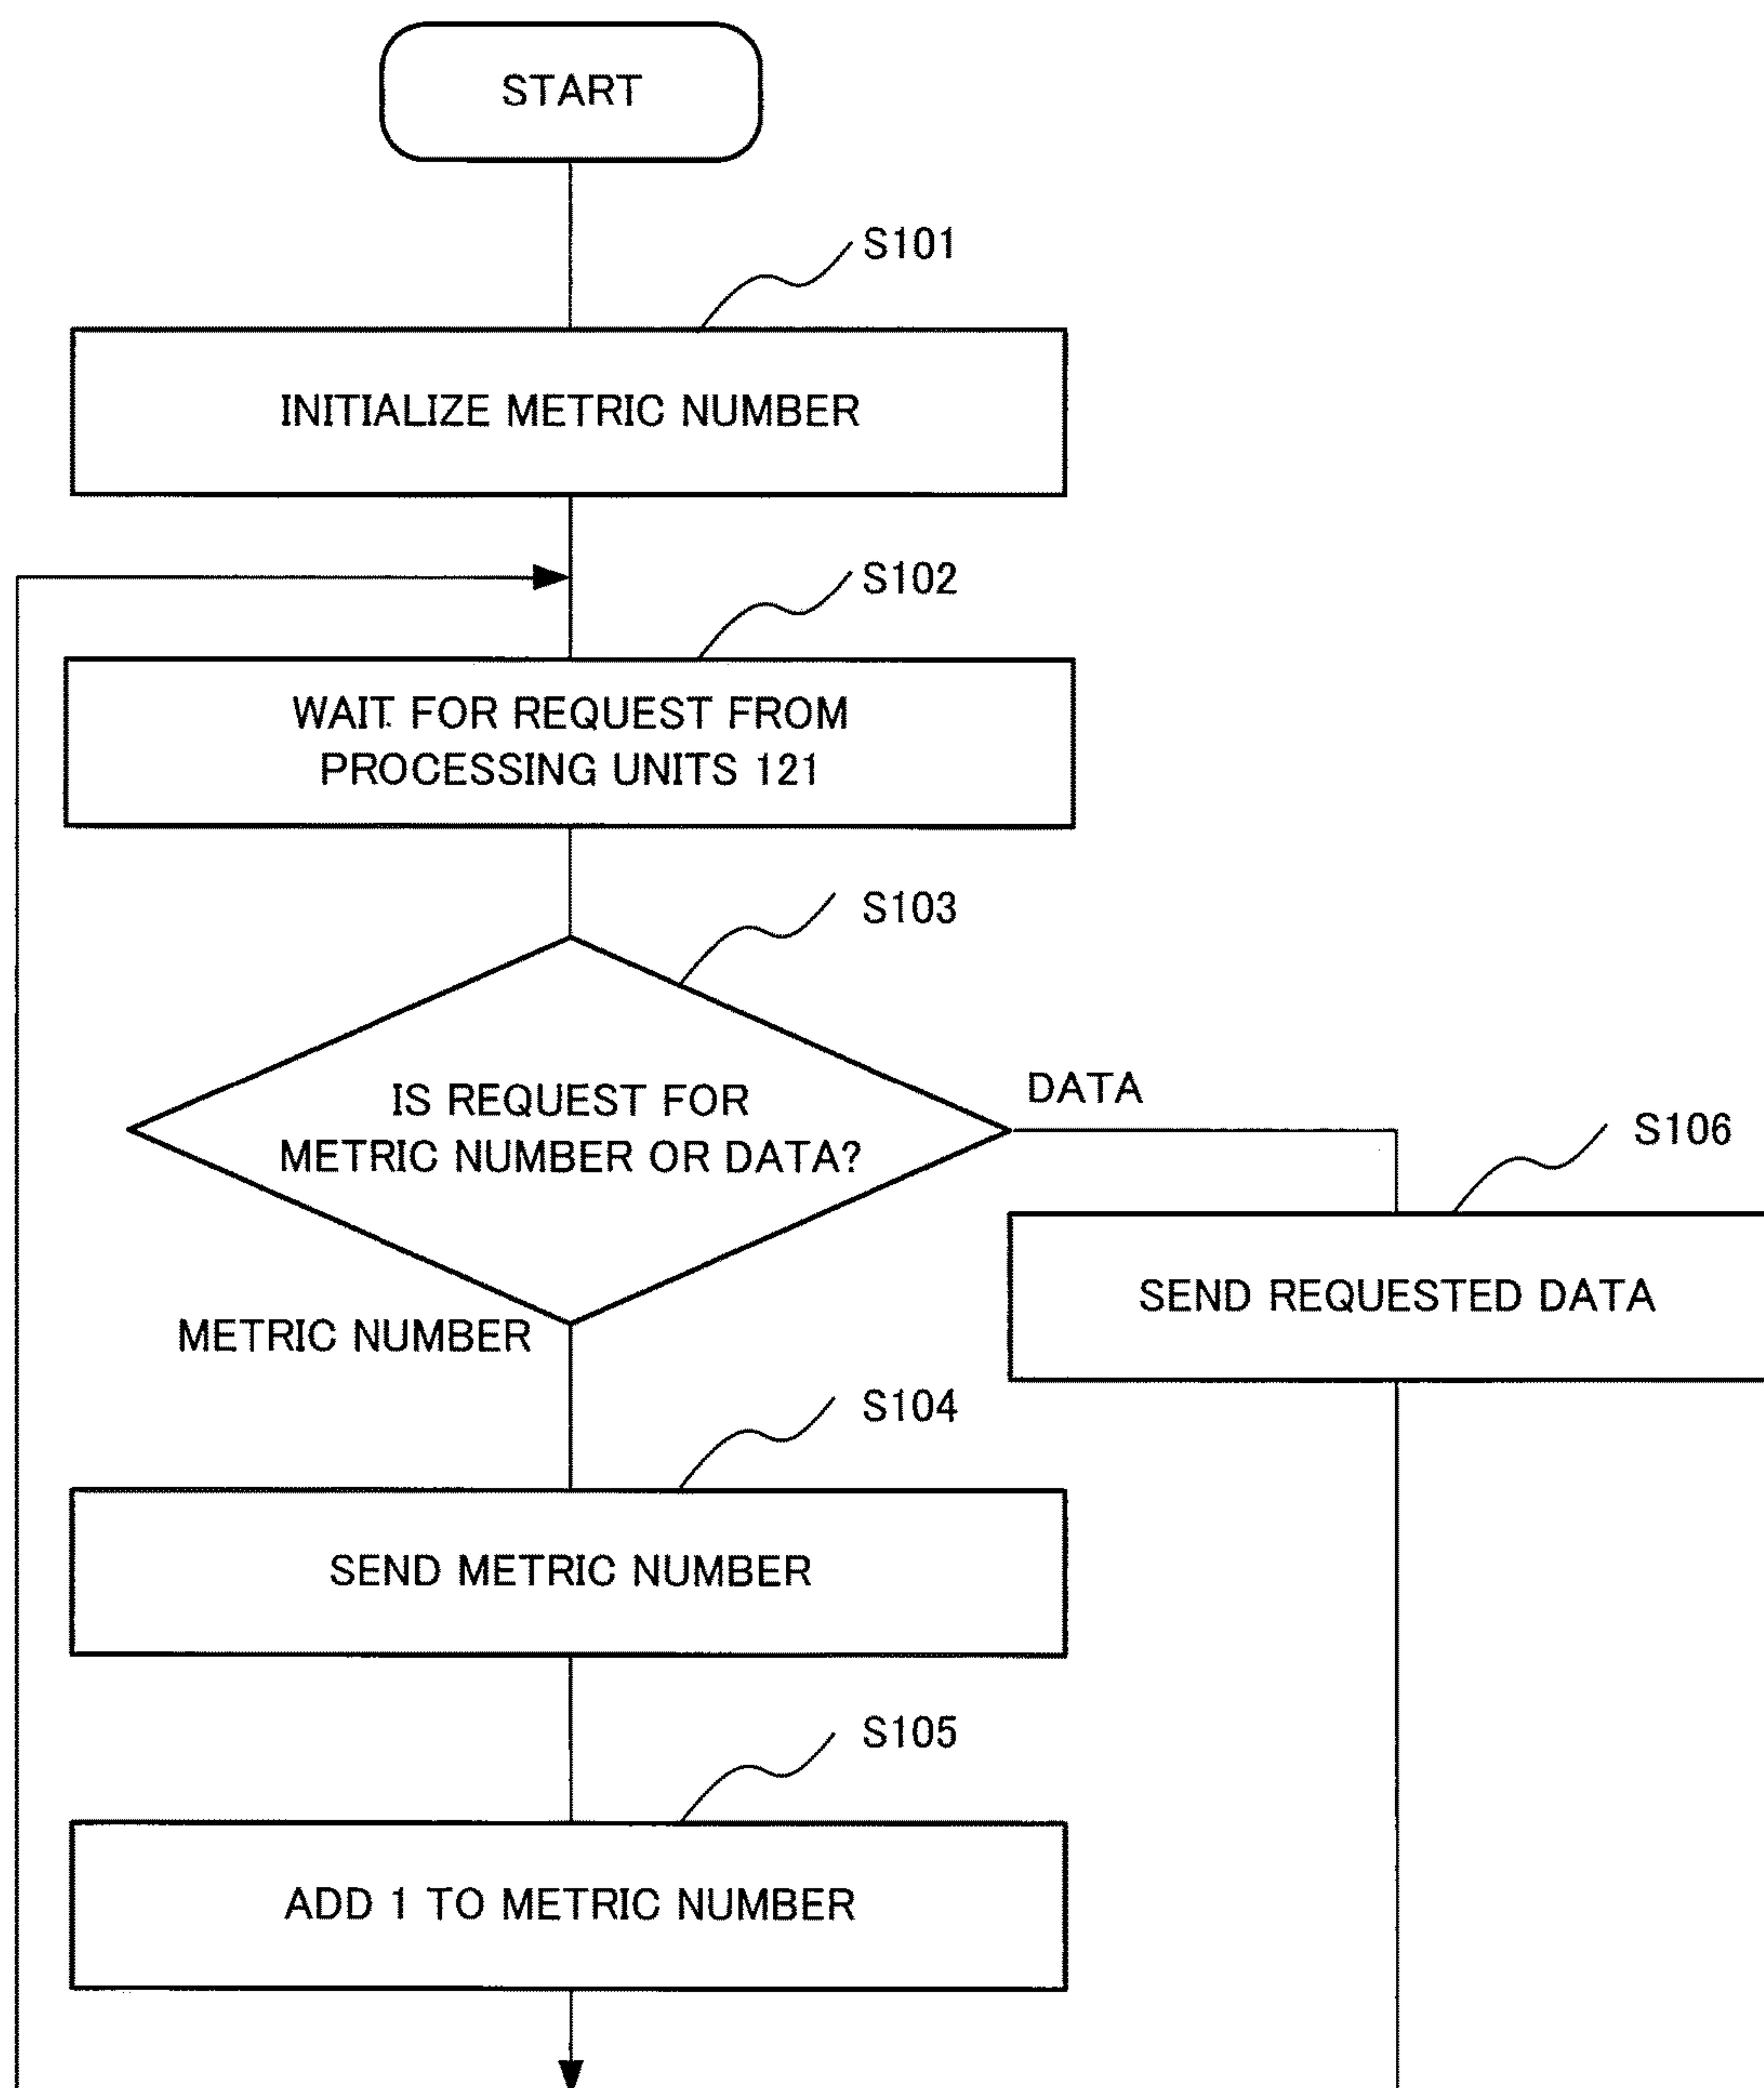 START
S101
INITIALIZE METRIC NUMBER
S102
WAIT FOR REQUEST FROM
PROCESSING UNITS 121
S103
IS REQUEST FOR
METRIC NUMBER OR DATA?
DATA
S106
SEND REQUESTED DATA
METRIC NUMBER
S104
SEND METRIC NUMBER
S105
ADD 1 TO METRIC NUMBER